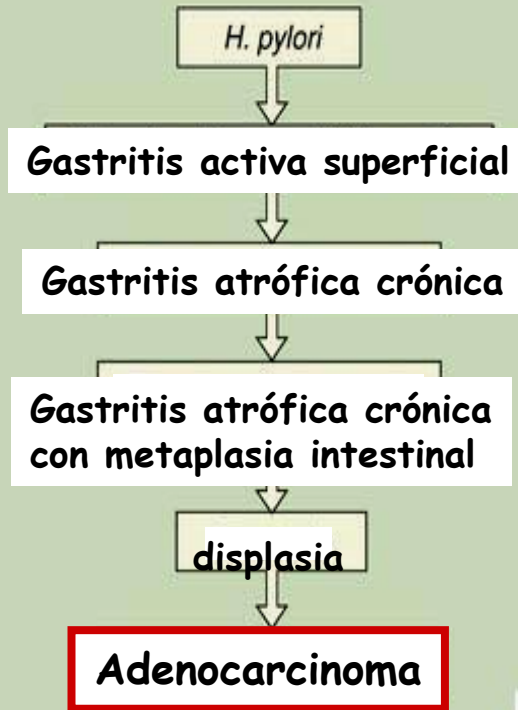 H. pylori
Gastritis activa superficial
Gastritis atrófica crónica
Gastritis atrófica crónica
con metaplasia intestinal
displasia
Adenocarcinoma